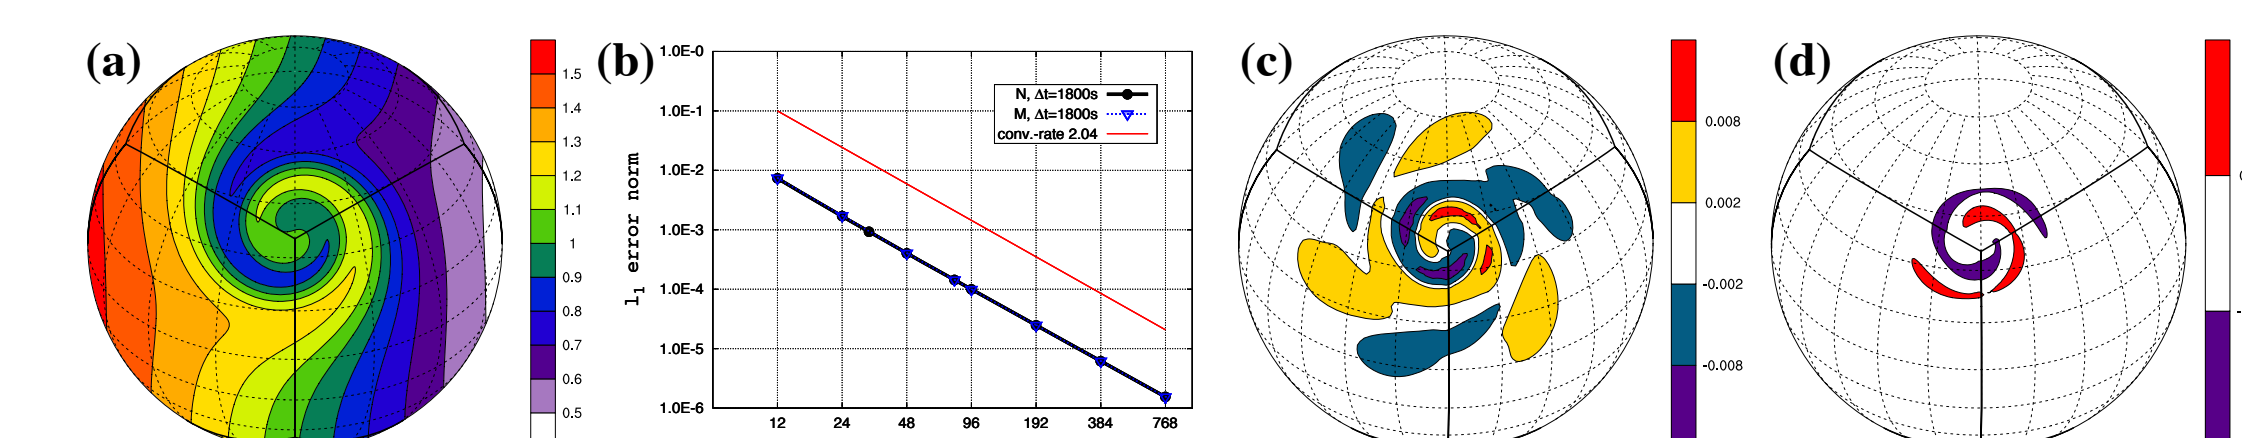 (a)
1.5
1.4
1.3
1.2
1.1
1
0.9
0.8
0.7
0.6
0.5
(b)
l1 error norm
1.0E-0
1.0E-1
1.0E-2
1.0E-3
1.0E-4
1.0E-5
1.0E-6
N, Δt=1800s
M, Δt=1800s
conv.-rate 2.04
12 24 48 96 192 384 768
(c)
0.008
0.002
-0.002
-0.008
(d)